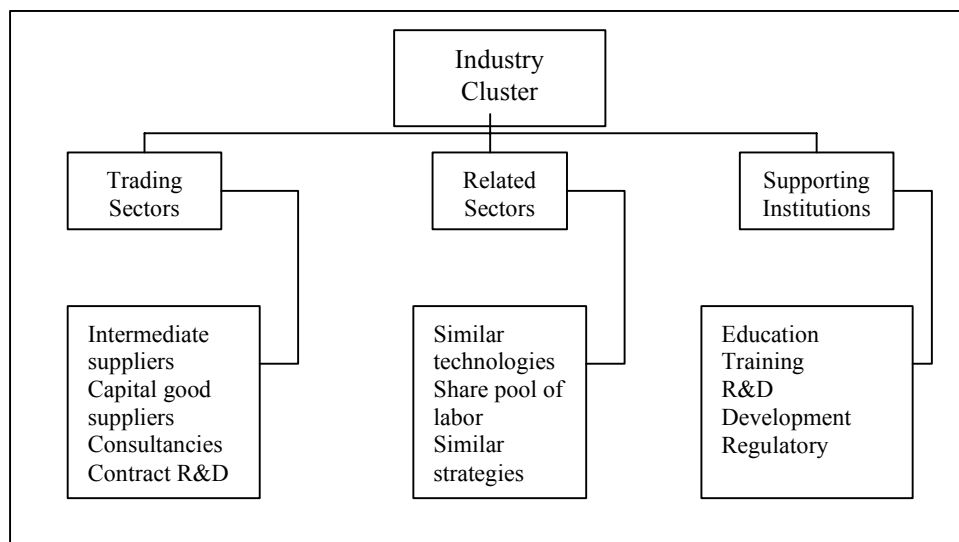 Industry
Cluster
Trading
Sectors
Related
Sectors
Supporting
Institutions
Intermediate
suppliers
Capital good
suppliers
Consultancies
Contract R&D
Similar
technologies
Share pool of
labor
Similar
strategies
Education
Training
R&D
Development
Regulatory